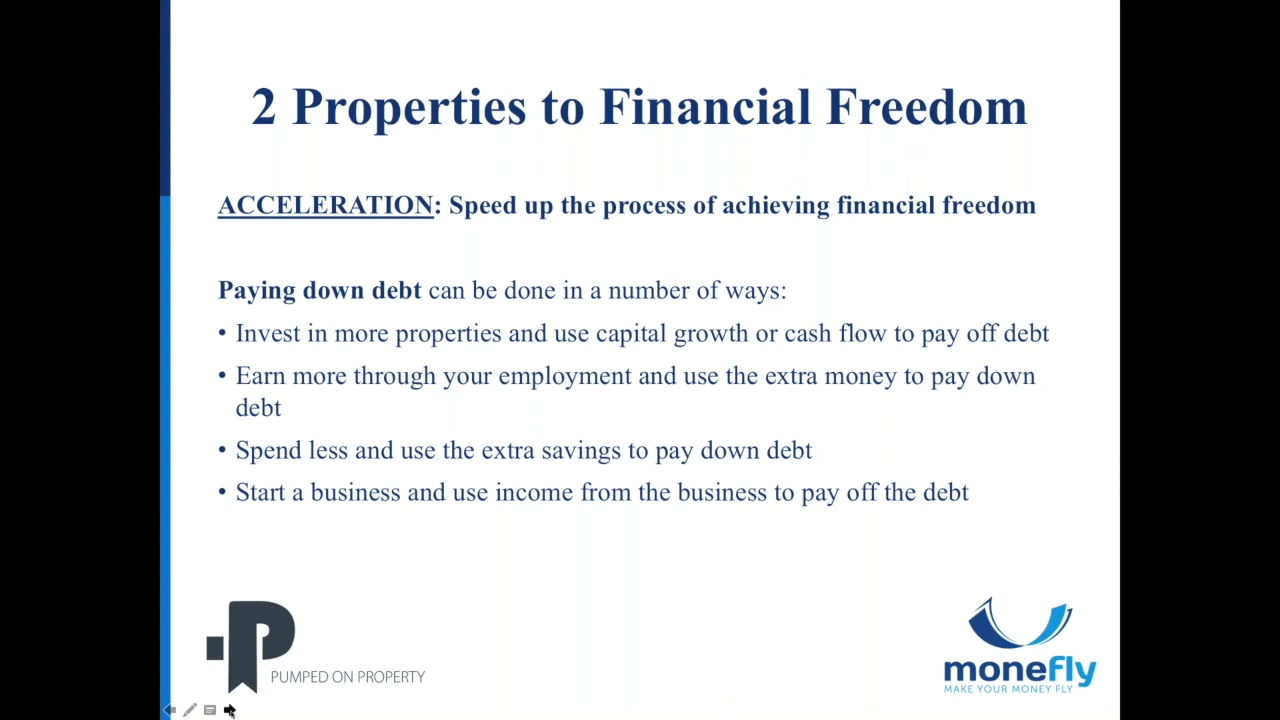 2 Properties to Financial Freedom
ACCELERATION: Speed up the process of achieving financial freedom
Paying down debt can be done in a number of ways:
• Invest in more properties and use capital growth or cash flow to pay off debt
• Earn more through your employment and use the extra money to pay down
debt
• Spend less and use the extra savings to pay down debt
• Start a business and use income from the business to pay off the debt
P
PUMPED ON PROPERTY
monefly
MAKE YOUR MONEY FLY